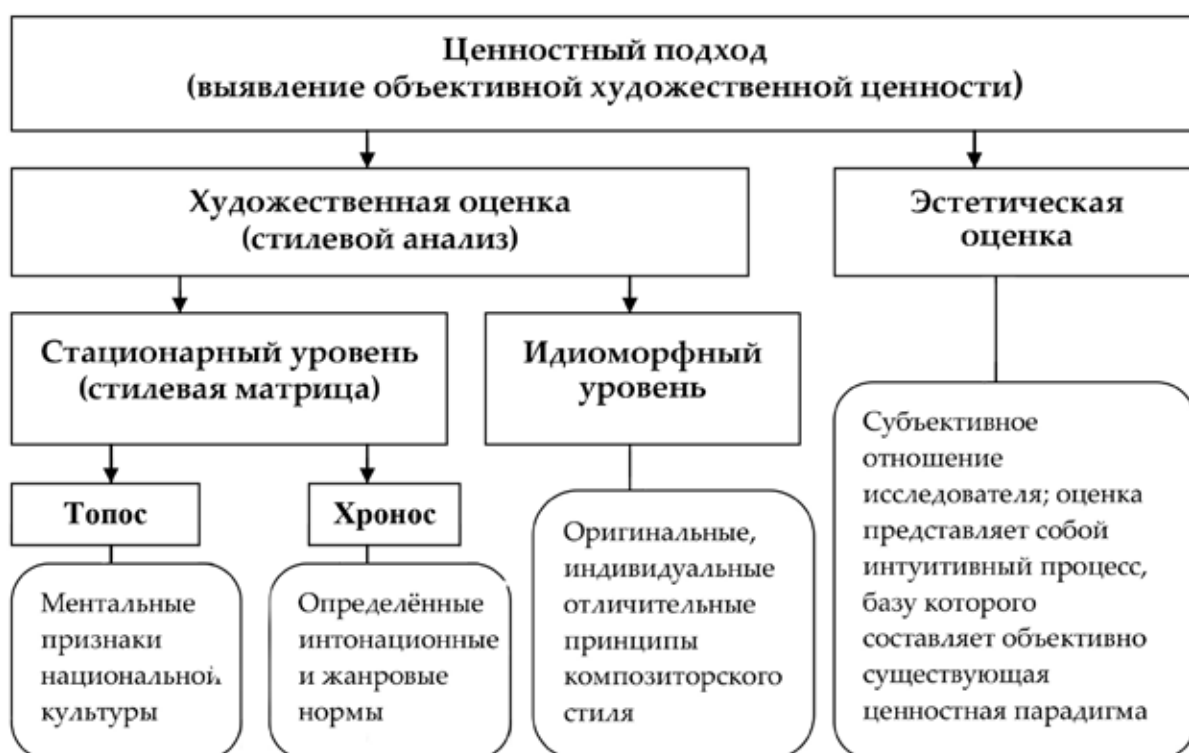 Ценностный подход
(выявление объективной художественной ценности)
Художественная оценка
(стилевой анализ)
Эстетическая
оценка
Стационарный уровень
(стилевая матрица)
Идиоморфный
уровень
Топос
Хронос
Ментальные
признаки
национальной
культуры
Определённые
интонационные
и жанровые
нормы
Оригинальные,
индивидуальные
отличительные
принципы
композиторского
стиля
Субъективное
отношение
исследователя; оценка
представляет собой
интуитивный процесс,
базу которого
составляет объективно
существующая
ценностная парадигма